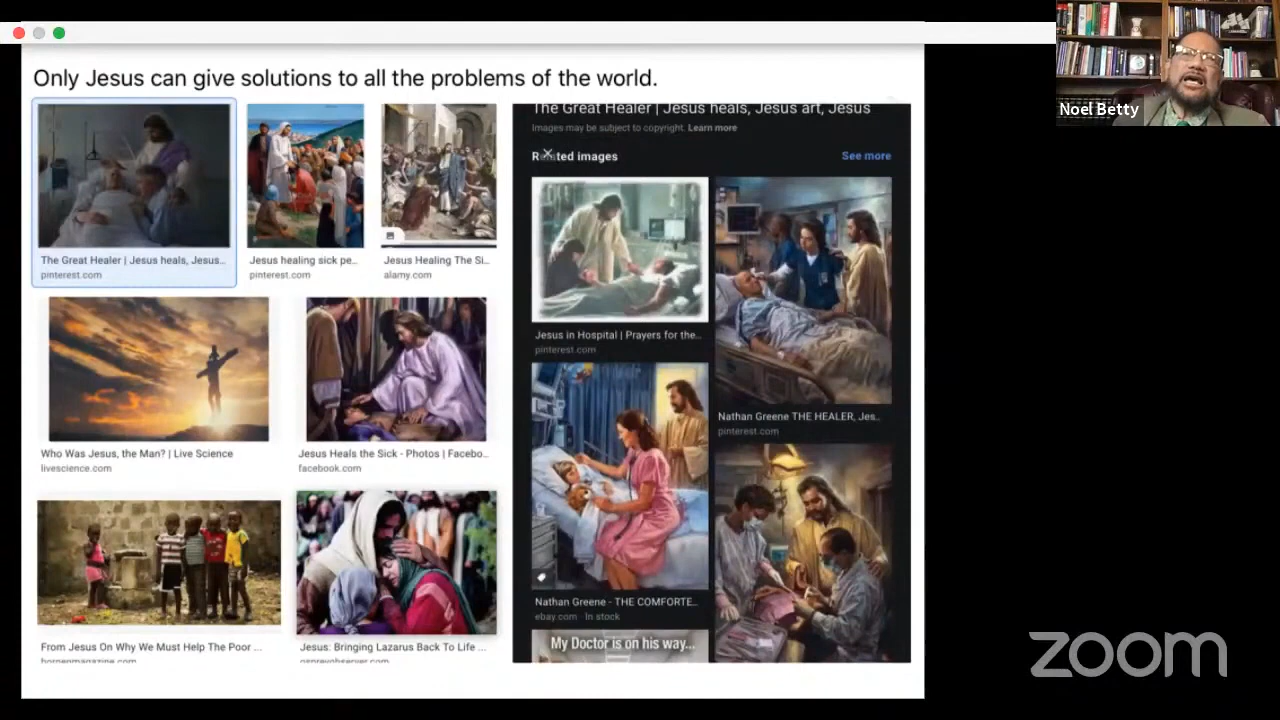 Only Jesus can give solutions to all the problems of the world.
The Great Healer | Jesus heals, Jesus...
pinterest.com
Jesus healing sick pe...
pinterest.com
Jesus Healing The Si...
alamy.com
Who Was Jesus, the Man? | Live Science
livescience.com
Jesus Heals the Sick - Photos | Facebo...
facebook.com
From Jesus On Why We Must Help The Poor ...
borgenmagazine.com
Jesus: Bringing Lazarus Back To Life ...
ospreyobserver.com
The Great Healer | Jesus heals, Jesus art, Jesus
Images may be subject to copyright. Learn more
Related images
See more
Jesus in Hospital | Prayers for the...
pinterest.com
Nathan Greene THE HEALER, Jes..
pinterest.com
Nathan Greene - THE COMFORTE...
ebay.com · In stock
My Doctor is on his way...
Noel Betty
zoom